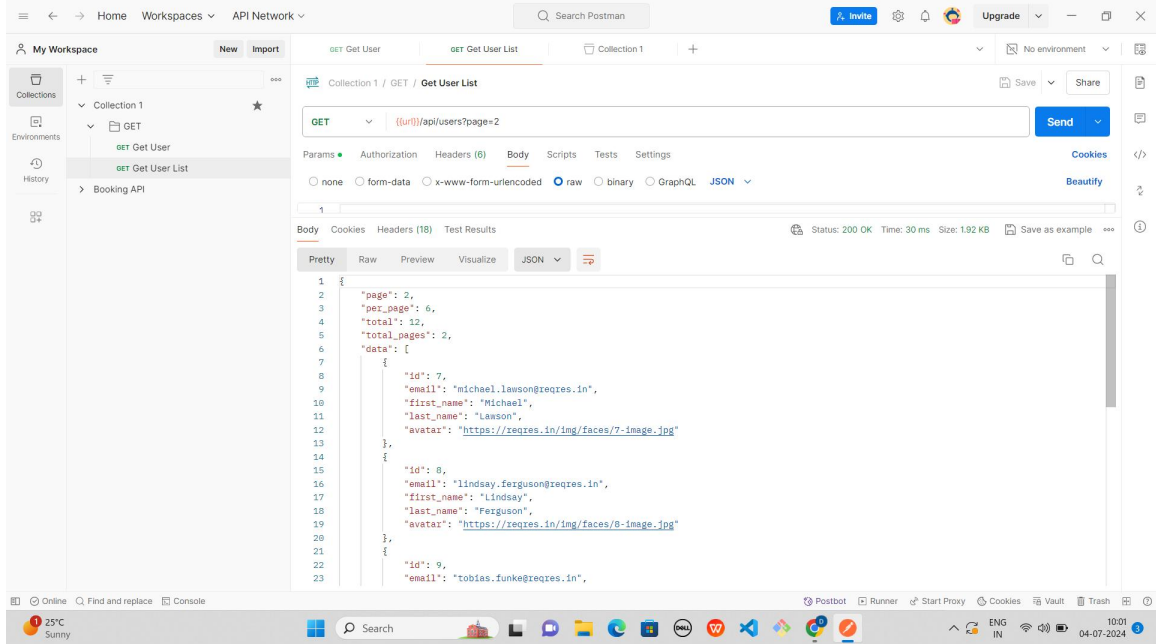 Home Workspaces API Network Search Postman Invite Upgrade
My Workspace New Import GET Get User GET Get User List Collection 1 No environment
Collections
Environments
History
Collection 1
GET
GET Get User
GET Get User List
Booking API
HTTP Collection 1 / GET / Get User List Save Share
GET {{url}}/api/users?page=2 Send
Params Authorization Headers (6) Body Scripts Tests Settings Cookies
none form-data x-www-form-urlencoded raw binary GraphQL JSON Beautify
1
Body Cookies Headers (18) Test Results Status: 200 OK Time: 30 ms Size: 1.92 KB Save as example
Pretty Raw Preview Visualize JSON
1 {
2 "page": 2,
3 "per_page": 6,
4 "total": 12,
5 "total_pages": 2,
6 "data": [
7 {
8 "id": 7,
9 "email": "michael.lawson@reqres.in",
10 "first_name": "Michael",
11 "last_name": "Lawson",
12 "avatar": "https://reqres.in/img/faces/7-image.jpg"
13 },
14 {
15 "id": 8,
16 "email": "lindsay.ferguson@reqres.in",
17 "first_name": "Lindsay",
18 "last_name": "Ferguson",
19 "avatar": "https://reqres.in/img/faces/8-image.jpg"
20 },
21 {
22 "id": 9,
23 "email": "tobias.funke@reqres.in",
Online Find and replace Console Postbot Runner Start Proxy Cookies Vault Trash
1 25°C
Sunny
Search
DELL
D
ENG
IN
10:01
04-07-2024
3